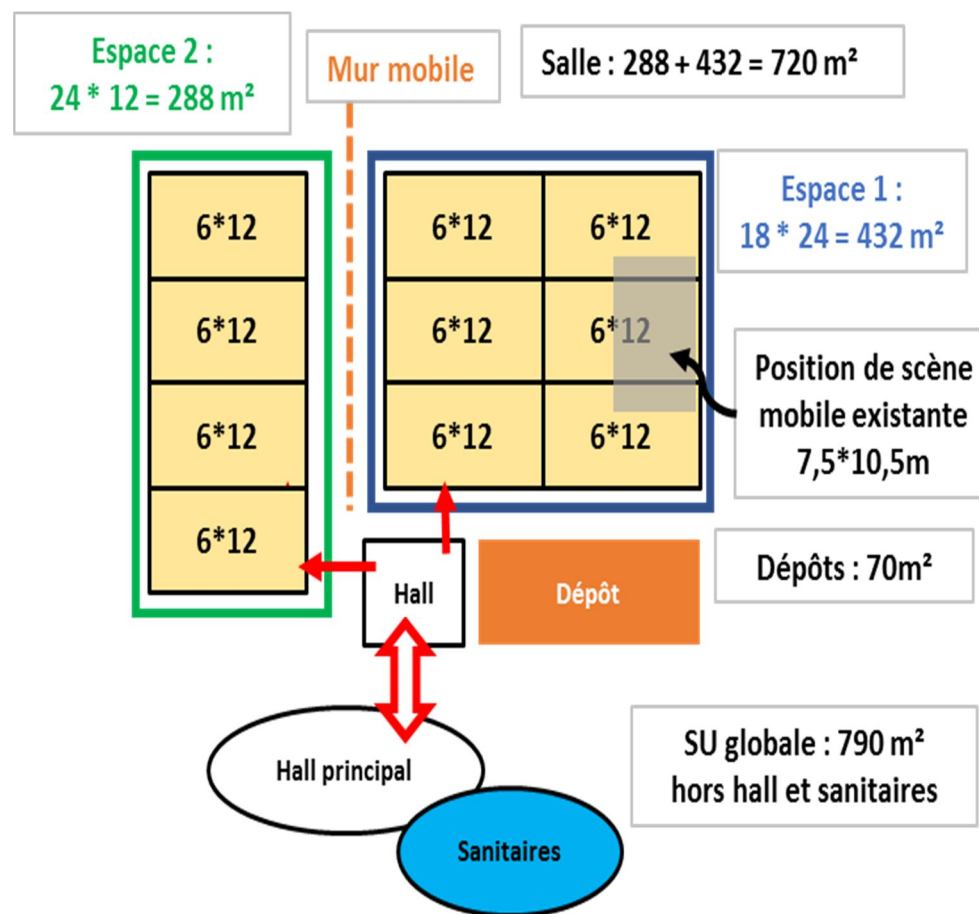 Espace 2 :
24 * 12 = 288 m²
Mur mobile
Salle : 288 + 432 = 720 m²
Espace 1 :
18 * 24 = 432 m²
6*12
6*12
6*12
6*12
6*12
6*12
6*12
6*12
6*12
6*12
Position de scène
mobile existante
7,5*10,5m
Hall
Dépôt
Dépôts : 70m²
Hall principal
Sanitaires
SU globale : 790 m²
hors hall et sanitaires